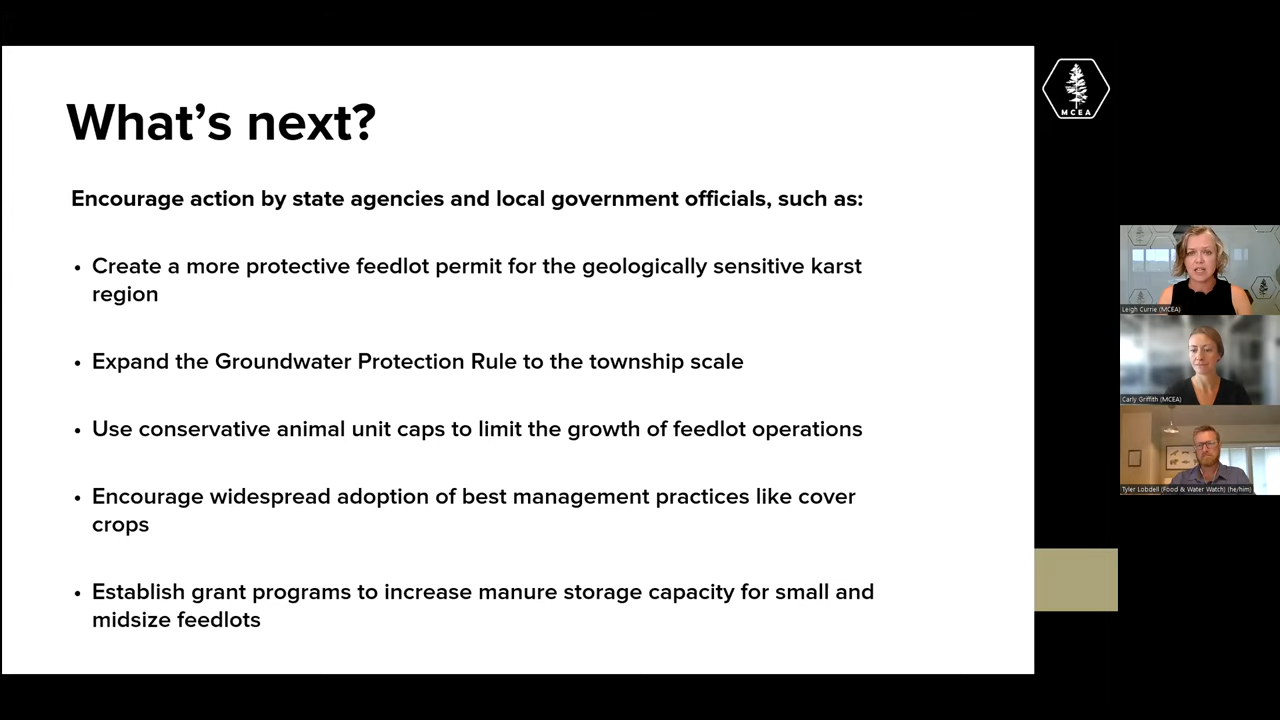 What's next?
Encourage action by state agencies and local government officials, such as:
• Create a more protective feedlot permit for the geologically sensitive karst
region
• Expand the Groundwater Protection Rule to the township scale
• Use conservative animal unit caps to limit the growth of feedlot operations
• Encourage widespread adoption of best management practices like cover
crops
• Establish grant programs to increase manure storage capacity for small and
midsize feedlots
MCEA
Leigh Currie (MCEA)
Carly Griffith (MCEA)
Tyler Lobdell (Food & Water Watch) (he/him)